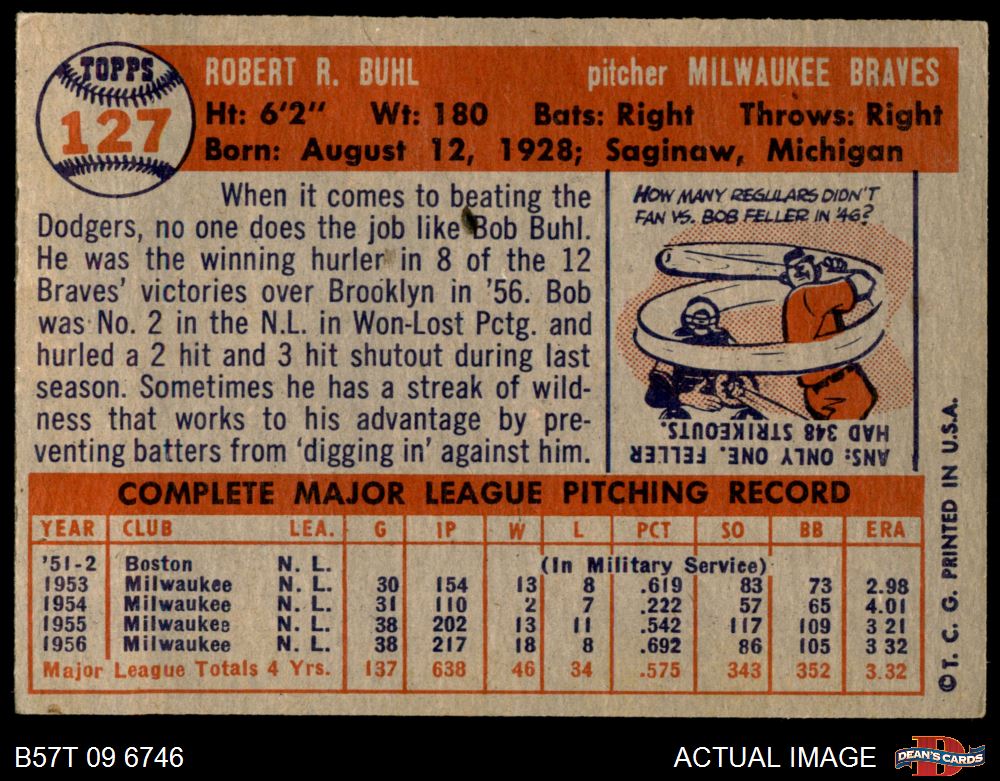 TOPPS
127
ROBERT R. BUHL pitcher MILWAUKEE BRAVES
Ht: 6'2" Wt: 180 Bats: Right Throws: Right
Born: August 12, 1928; Saginaw, Michigan
When it comes to beating the
Dodgers, no one does the job like Bob Buhl.
He was the winning hurler in 8 of the 12
Braves' victories over Brooklyn in '56. Bob
was No. 2 in the N.L. in Won-Lost Pctg. and
hurled a 2 hit and 3 hit shutout during last
season. Sometimes he has a streak of wild-
ness that works to his advantage by pre-
venting batters from 'digging in' against him.
HOW MANY REGULARS DIDN'T
FAN VS. BOB FELLER IN '46?
ANS: ONLY ONE. FELLER
HAD 348 STRIKEOUTS.
COMPLETE MAJOR LEAGUE PITCHING RECORD
YEAR CLUB LEA. G IP W L PCT SO BB ERA
'51-2 Boston N. L. (In Military Service)
1953 Milwaukee N. L. 30 154 13 8 .619 83 73 2.98
1954 Milwaukee N. L. 31 110 2 7 .222 57 65 4.01
1955 Milwaukee N. L. 38 202 13 11 .542 117 109 3 21
1956 Milwaukee N. L. 38 217 18 8 .692 86 105 3 32
Major League Totals 4 Yrs. 137 638 46 34 .575 343 352 3.32
©T. C. G. PRINTED IN U.S.A.
B57T 09 6746
ACTUAL IMAGE
DEAN'S CARDS